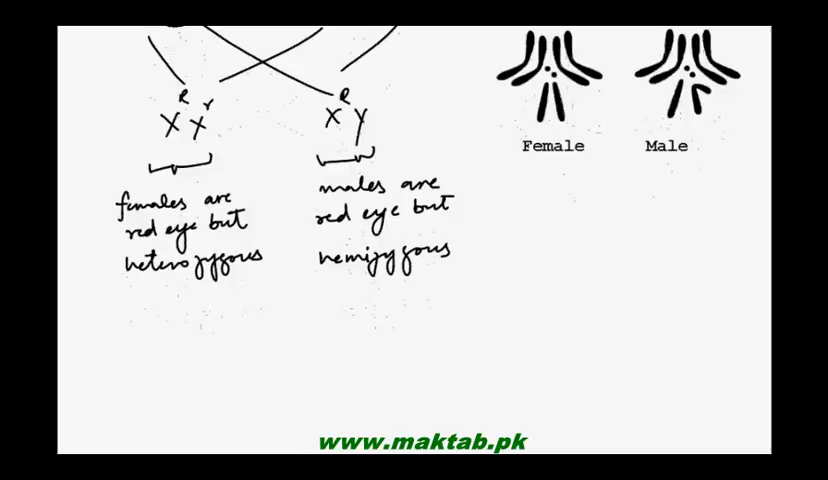 R r
X X
females are
red eye but
heterozygous
R
X Y
males are
red eye but
hemizygous
Female
Male
www.maktab.pk